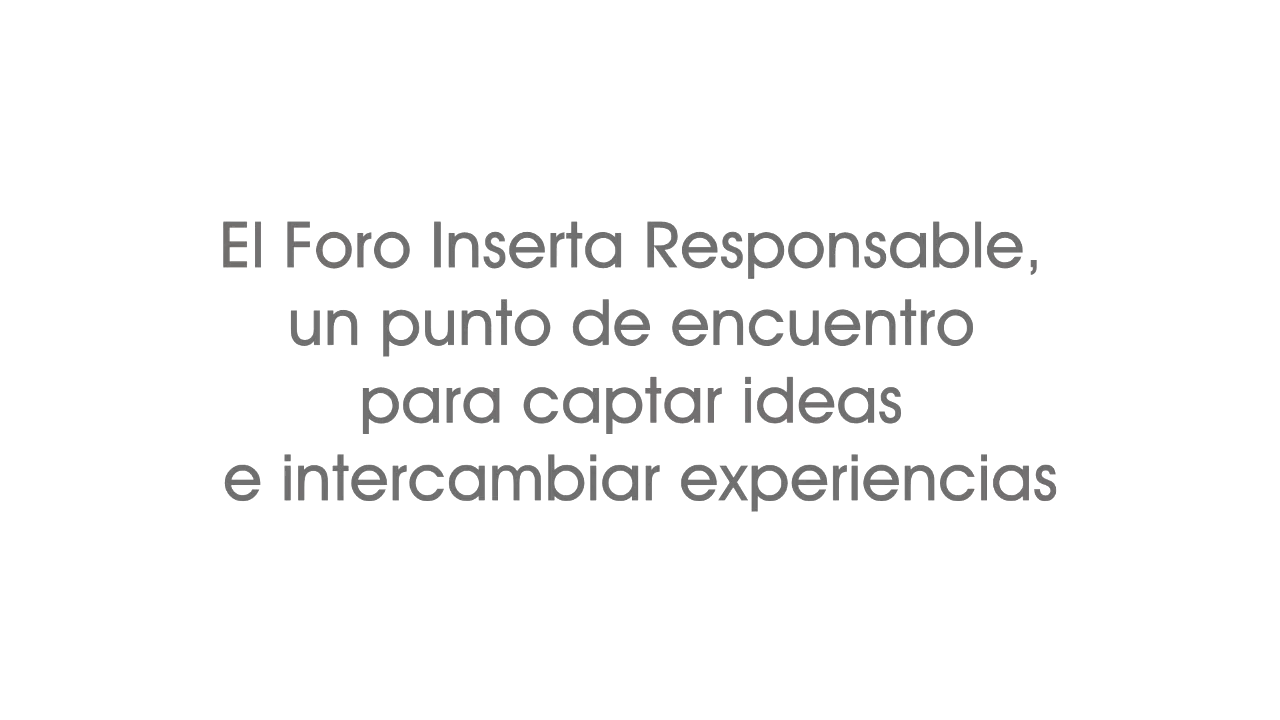 El Foro Inserta Responsable,
un punto de encuentro
para captar ideas
e intercambiar experiencias